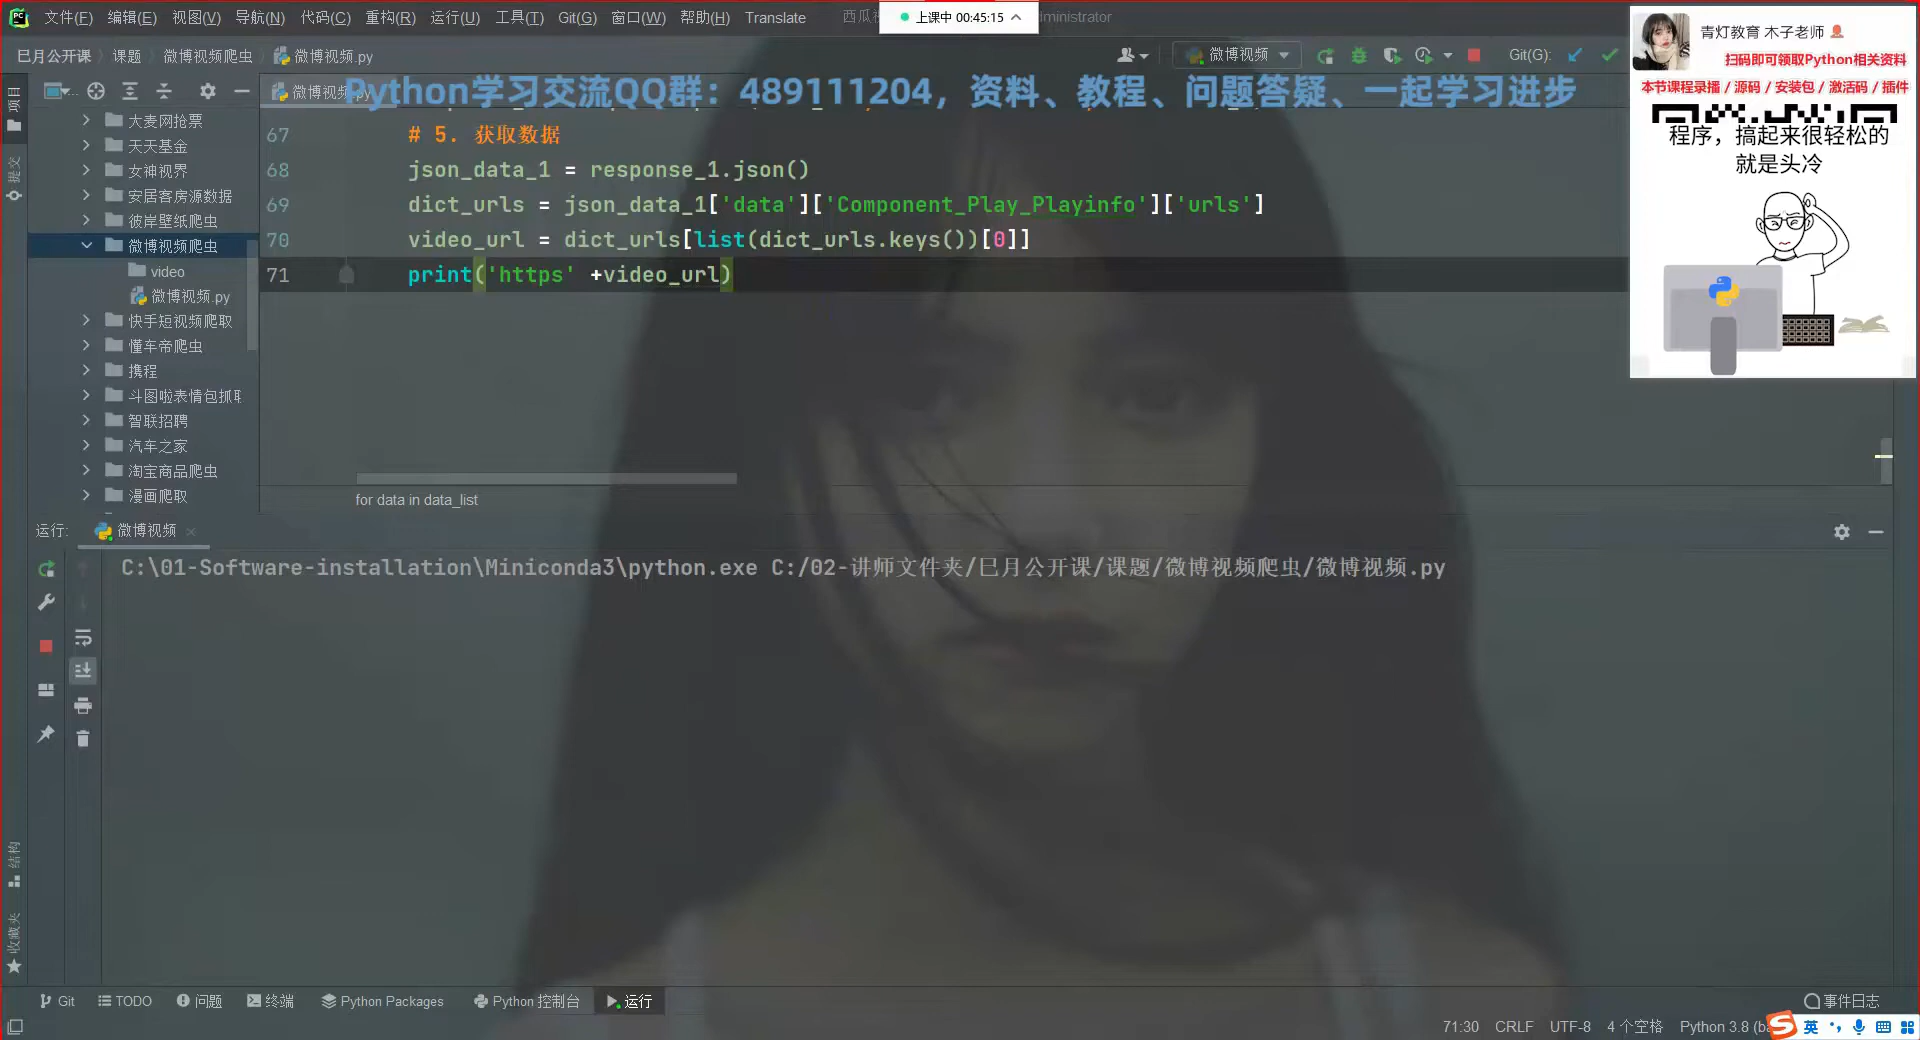 文件(F) 编辑(E) 视图(V) 导航(N) 代码(C) 重构(R) 运行(U) 工具(T) Git(G) 窗口(W) 帮助(H) Translate
上课中 00:45:15
dministrator
巳月公开课 课题 微博视频爬虫 微博视频.py
微博视频
Git(G):
青灯教育 木子老师
扫码即可领取Python相关资料
本节课程录播 / 源码 / 安装包 / 激活码 / 插件
程序，搞起来很轻松的
就是头冷
Python学习交流QQ群：489111204，资料、教程、问题答疑、一起学习进步
项目
提交
大麦网抢票
天天基金
女神视界
安居客房源数据
彼岸壁纸爬虫
微博视频爬虫
video
微博视频.py
快手短视频爬取
懂车帝爬虫
携程
斗图啦表情包抓取
智联招聘
汽车之家
淘宝商品爬虫
漫画爬取
67 # 5. 获取数据
68 json_data_1 = response_1.json()
69 dict_urls = json_data_1['data']['Component_Play_Playinfo']['urls']
70 video_url = dict_urls[list(dict_urls.keys())[0]]
71 print('https' +video_url)
for data in data_list
运行: 微博视频
C:\01-Software-installation\Miniconda3\python.exe C:/02-讲师文件夹/巳月公开课/课题/微博视频爬虫/微博视频.py
结构
收藏夹
Git TODO 问题 终端 Python Packages Python 控制台 运行 事件日志
71:30 CRLF UTF-8 4 个空格 Python 3.8 (ba
英